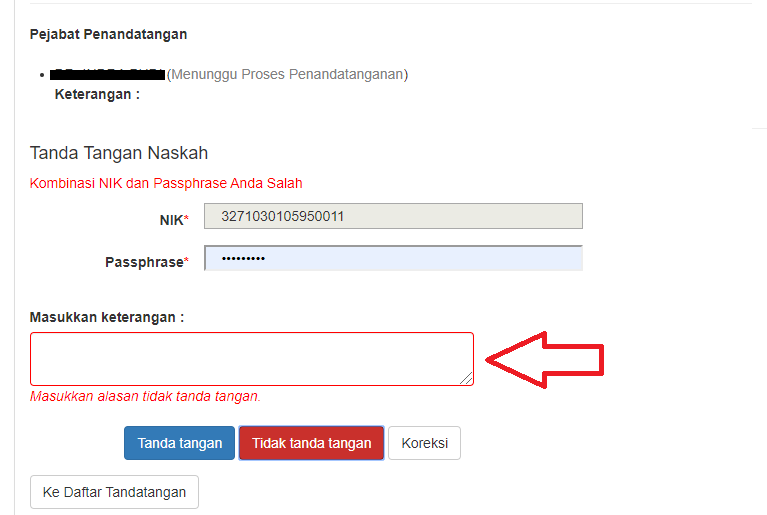 Pejabat Penandatangan
(Menunggu Proses Penandatanganan)
Keterangan :
Tanda Tangan Naskah
Kombinasi NIK dan Passphrase Anda Salah
NIK* 3271030105950011
Passphrase* •••••••••
Masukkan keterangan :
Masukkan alasan tidak tanda tangan.
Tanda tangan Tidak tanda tangan Koreksi
Ke Daftar Tandatangan